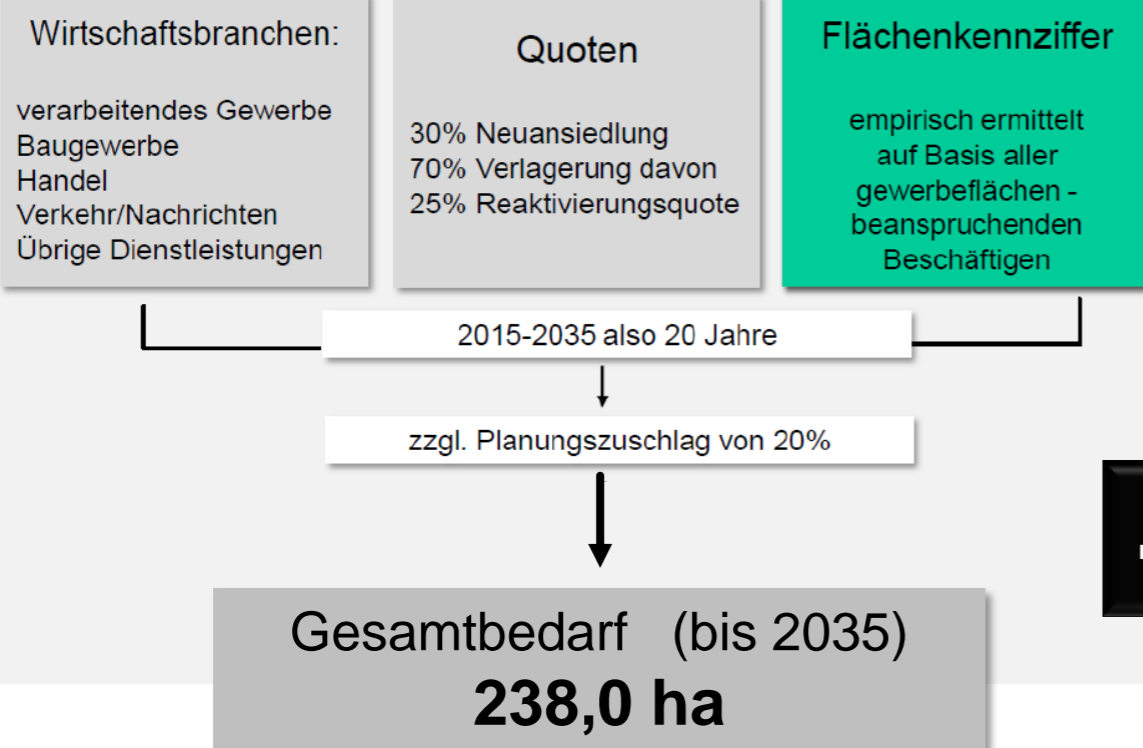 Wirtschaftsbranchen:
verarbeitendes Gewerbe
Baugewerbe
Handel
Verkehr/Nachrichten
Übrige Dienstleistungen
Quoten
30% Neuansiedlung
70% Verlagerung davon
25% Reaktivierungsquote
Flächenkennziffer
empirisch ermittelt
auf Basis aller
gewerbeflächen -
beanspruchenden
Beschäftigen
2015-2035 also 20 Jahre
zzgl. Planungszuschlag von 20%
Gesamtbedarf (bis 2035)
238,0 ha